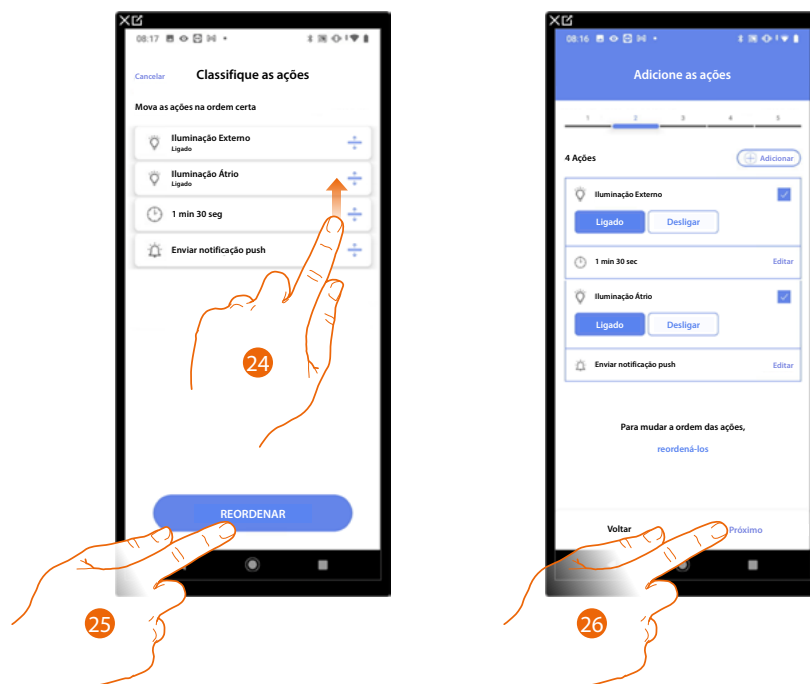 08:17
Cancelar Classifique as ações
Mova as ações na ordem certa
Iluminação Externo
Ligado
Iluminação Átrio
Ligado
1 min 30 seg
Enviar notificação push
24
REORDENAR
25
08:16
Adicione as ações
1 2 3 4 5
4 Ações Adicionar
Iluminação Externo
Ligado Desligar
1 min 30 sec Editar
Iluminação Átrio
Ligado Desligar
Enviar notificação push Editar
Para mudar a ordem das ações,
reordená-los
Voltar Próximo
26